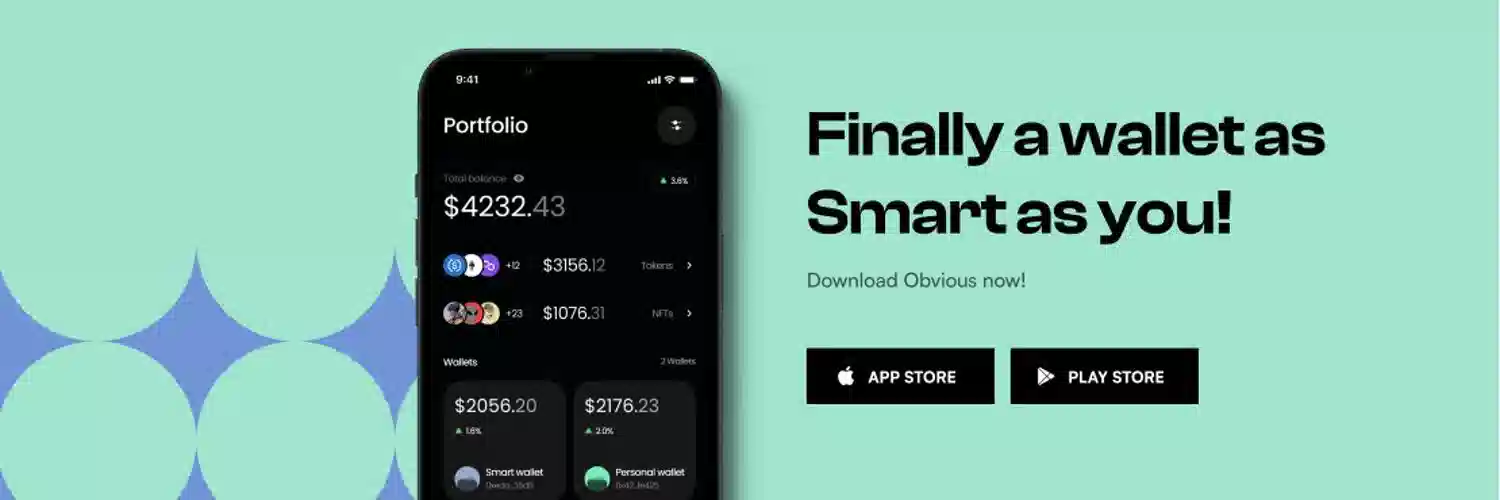 9:41
Portfolio
Total balance
3.6%
$4232.43
+12 $3156.12 Tokens
+23 $1076.31 NFTs
Wallets 2 Wallets
$2056.20 $2176.23
1.6% 2.0%
Smart wallet Personal wallet
Finally a wallet as
Smart as you!
Download Obvious now!
APP STORE PLAY STORE